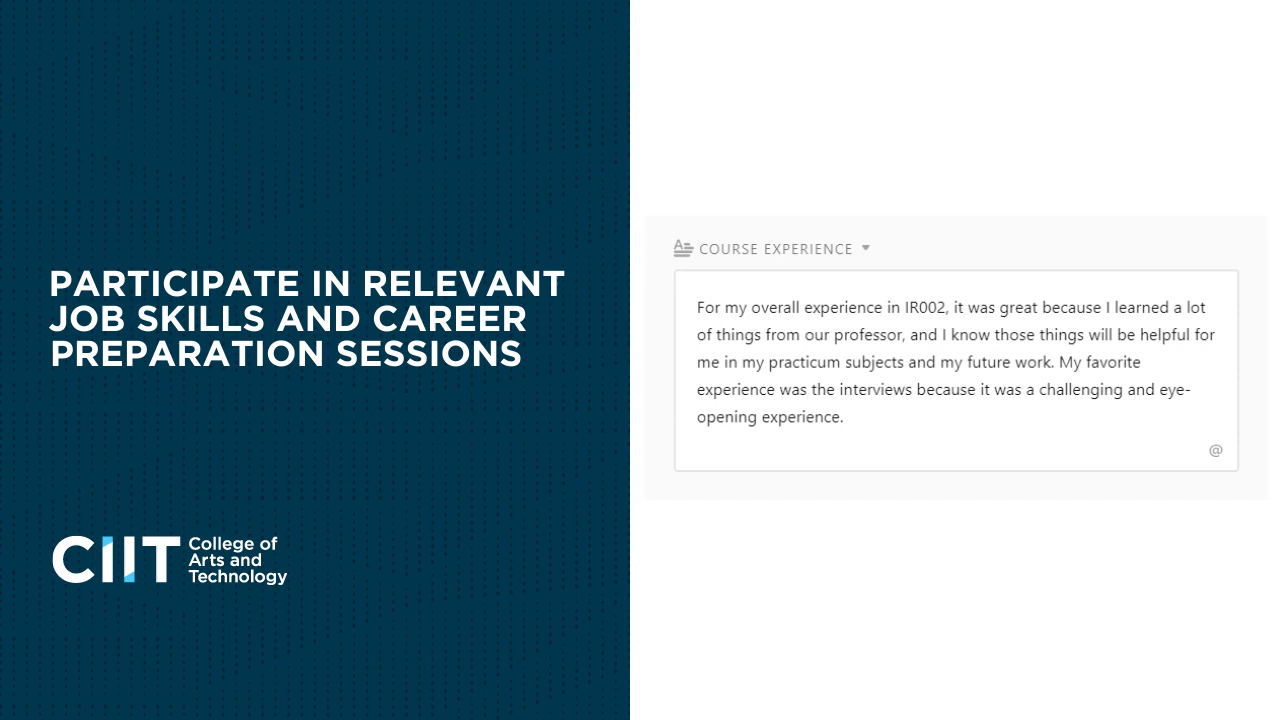 PARTICIPATE IN RELEVANT
JOB SKILLS AND CAREER
PREPARATION SESSIONS
CIIT College of
Arts and
Technology
COURSE EXPERIENCE
For my overall experience in IR002, it was great because I learned a lot
of things from our professor, and I know those things will be helpful for
me in my practicum subjects and my future work. My favorite
experience was the interviews because it was a challenging and eye-
opening experience.
@